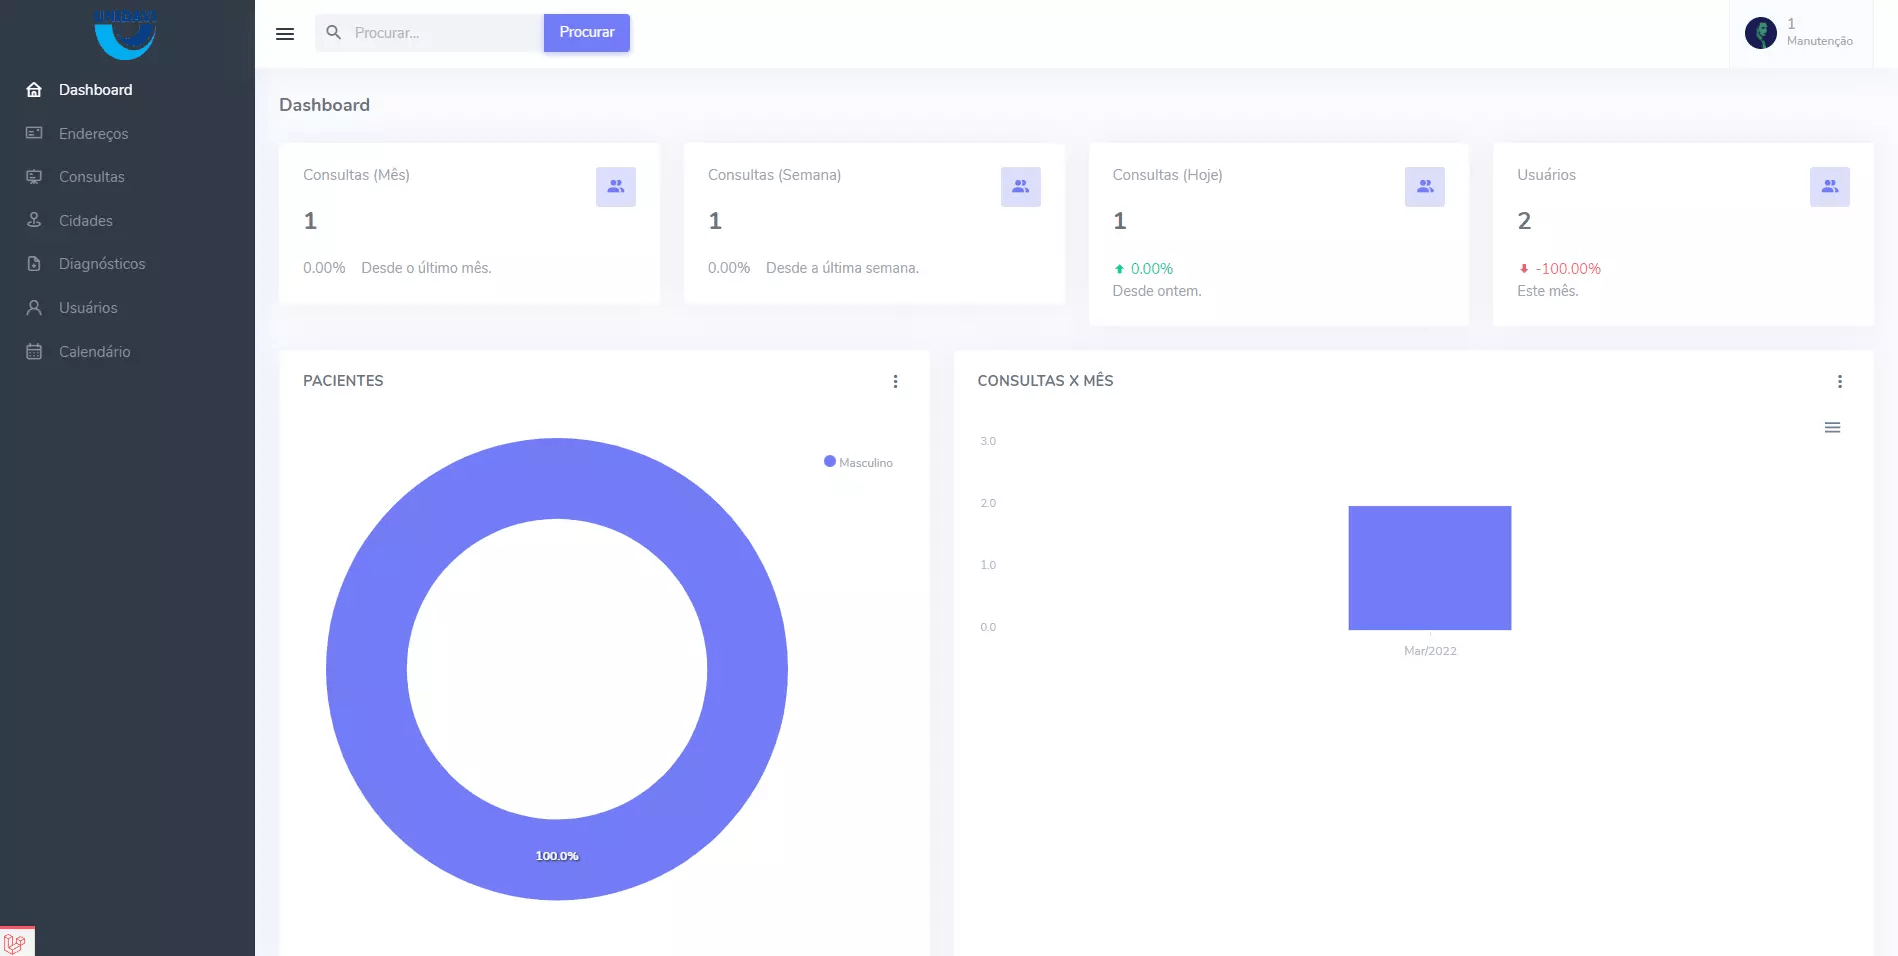 Dashboard
Endereços
Consultas
Cidades
Diagnósticos
Usuários
Calendário
Procurar...
Procurar
1
Manutenção
Dashboard
Consultas (Mês)
1
0.00% Desde o último mês.
Consultas (Semana)
1
0.00% Desde a última semana.
Consultas (Hoje)
1
0.00%
Desde ontem.
Usuários
2
-100.00%
Este mês.
PACIENTES
Masculino
100.0%
CONSULTAS X MÊS
3.0
2.0
1.0
0.0
Mar/2022